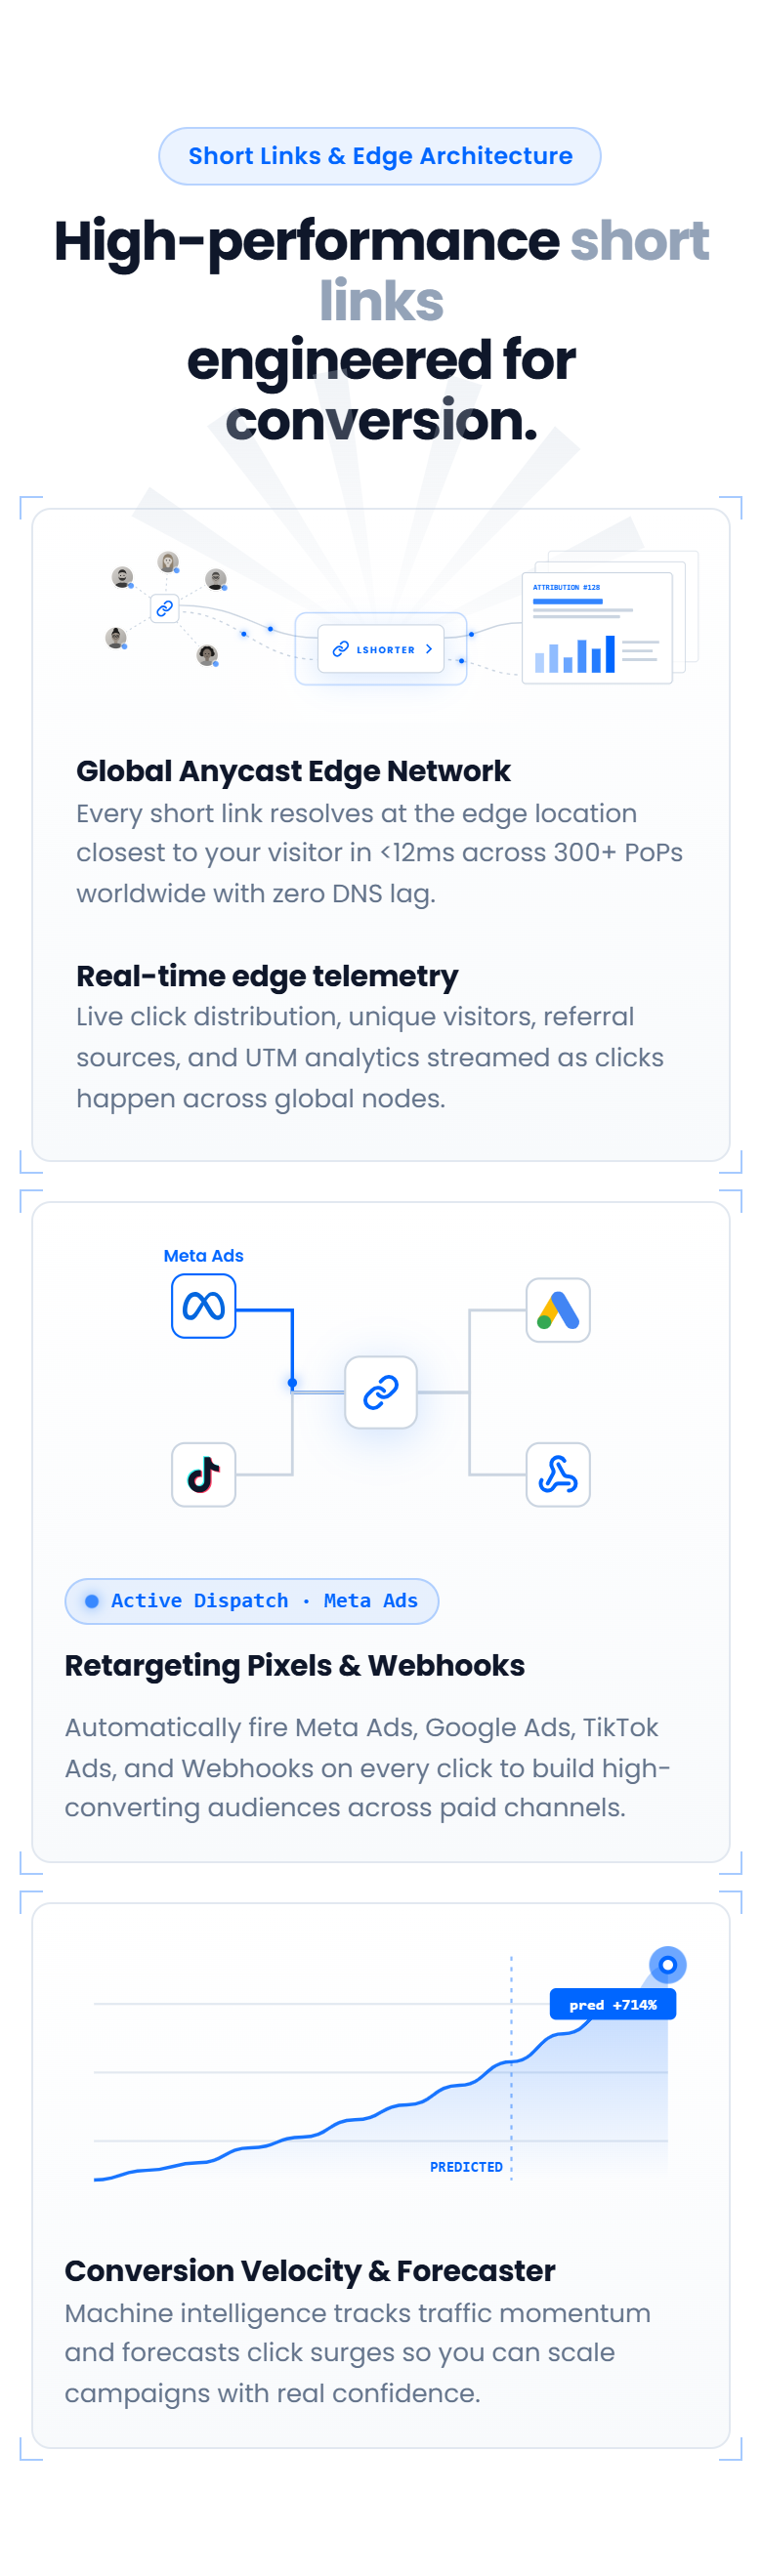 Short Links & Edge Architecture
High-performance short
links
engineered for
conversion.
ATTRIBUTION #128
LSHORTER
Global Anycast Edge Network
Every short link resolves at the edge location
closest to your visitor in <12ms across 300+ PoPs
worldwide with zero DNS lag.
Real-time edge telemetry
Live click distribution, unique visitors, referral
sources, and UTM analytics streamed as clicks
happen across global nodes.
Meta Ads
Active Dispatch · Meta Ads
Retargeting Pixels & Webhooks
Automatically fire Meta Ads, Google Ads, TikTok
Ads, and Webhooks on every click to build high-
converting audiences across paid channels.
pred +714%
PREDICTED
Conversion Velocity & Forecaster
Machine intelligence tracks traffic momentum
and forecasts click surges so you can scale
campaigns with real confidence.